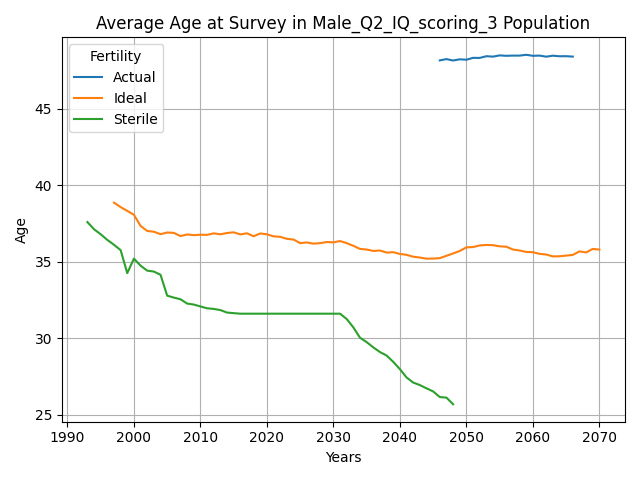 Average Age at Survey in Male_Q2_IQ_scoring_3 Population
Fertility
Actual
Ideal
Sterile
45
40
35
30
25
Age
1990 2000 2010 2020 2030 2040 2050 2060 2070
Years